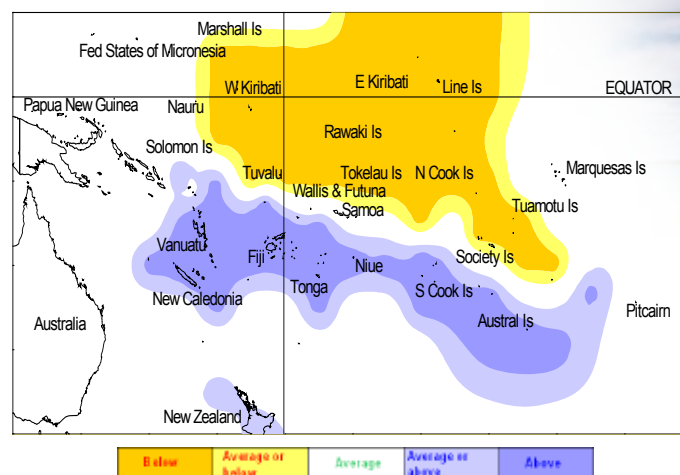 Marshall Is
Fed States of Micronesia
W Kiribati
E Kiribati
Line Is
EQUATOR
Papua New Guinea
Nauru
Rawaki Is
Solomon Is
Tuvalu
Tokelau Is
N Cook Is
Marquesas Is
Wallis & Futuna
Samoa
Tuamotu Is
Vanuatu
Fiji
Niue
Society Is
Tonga
S Cook Is
New Caledonia
Pitcairn
Australia
Austral Is
New Zealand
Below
Average or
below
Average
Average or
above
Above